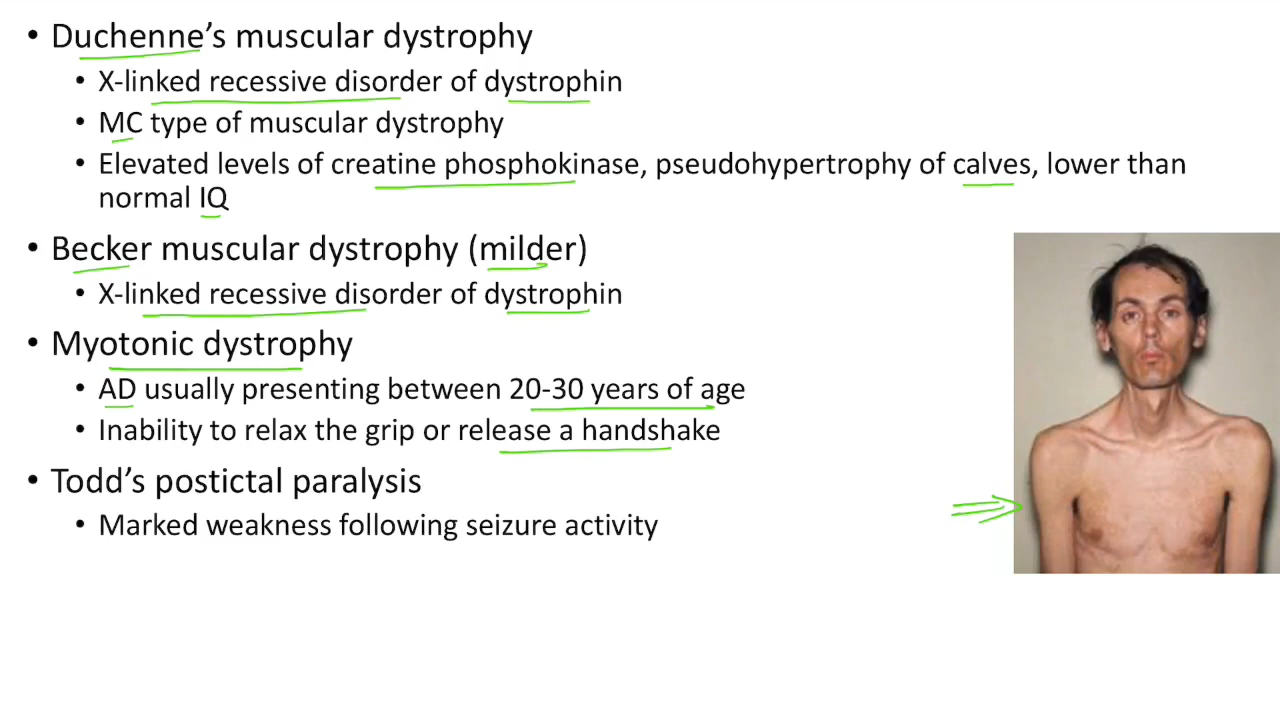 • Duchenne's muscular dystrophy
• X-linked recessive disorder of dystrophin
• MC type of muscular dystrophy
• Elevated levels of creatine phosphokinase, pseudohypertrophy of calves, lower than
normal IQ
• Becker muscular dystrophy (milder)
• X-linked recessive disorder of dystrophin
• Myotonic dystrophy
• AD usually presenting between 20-30 years of age
• Inability to relax the grip or release a handshake
• Todd's postictal paralysis
• Marked weakness following seizure activity